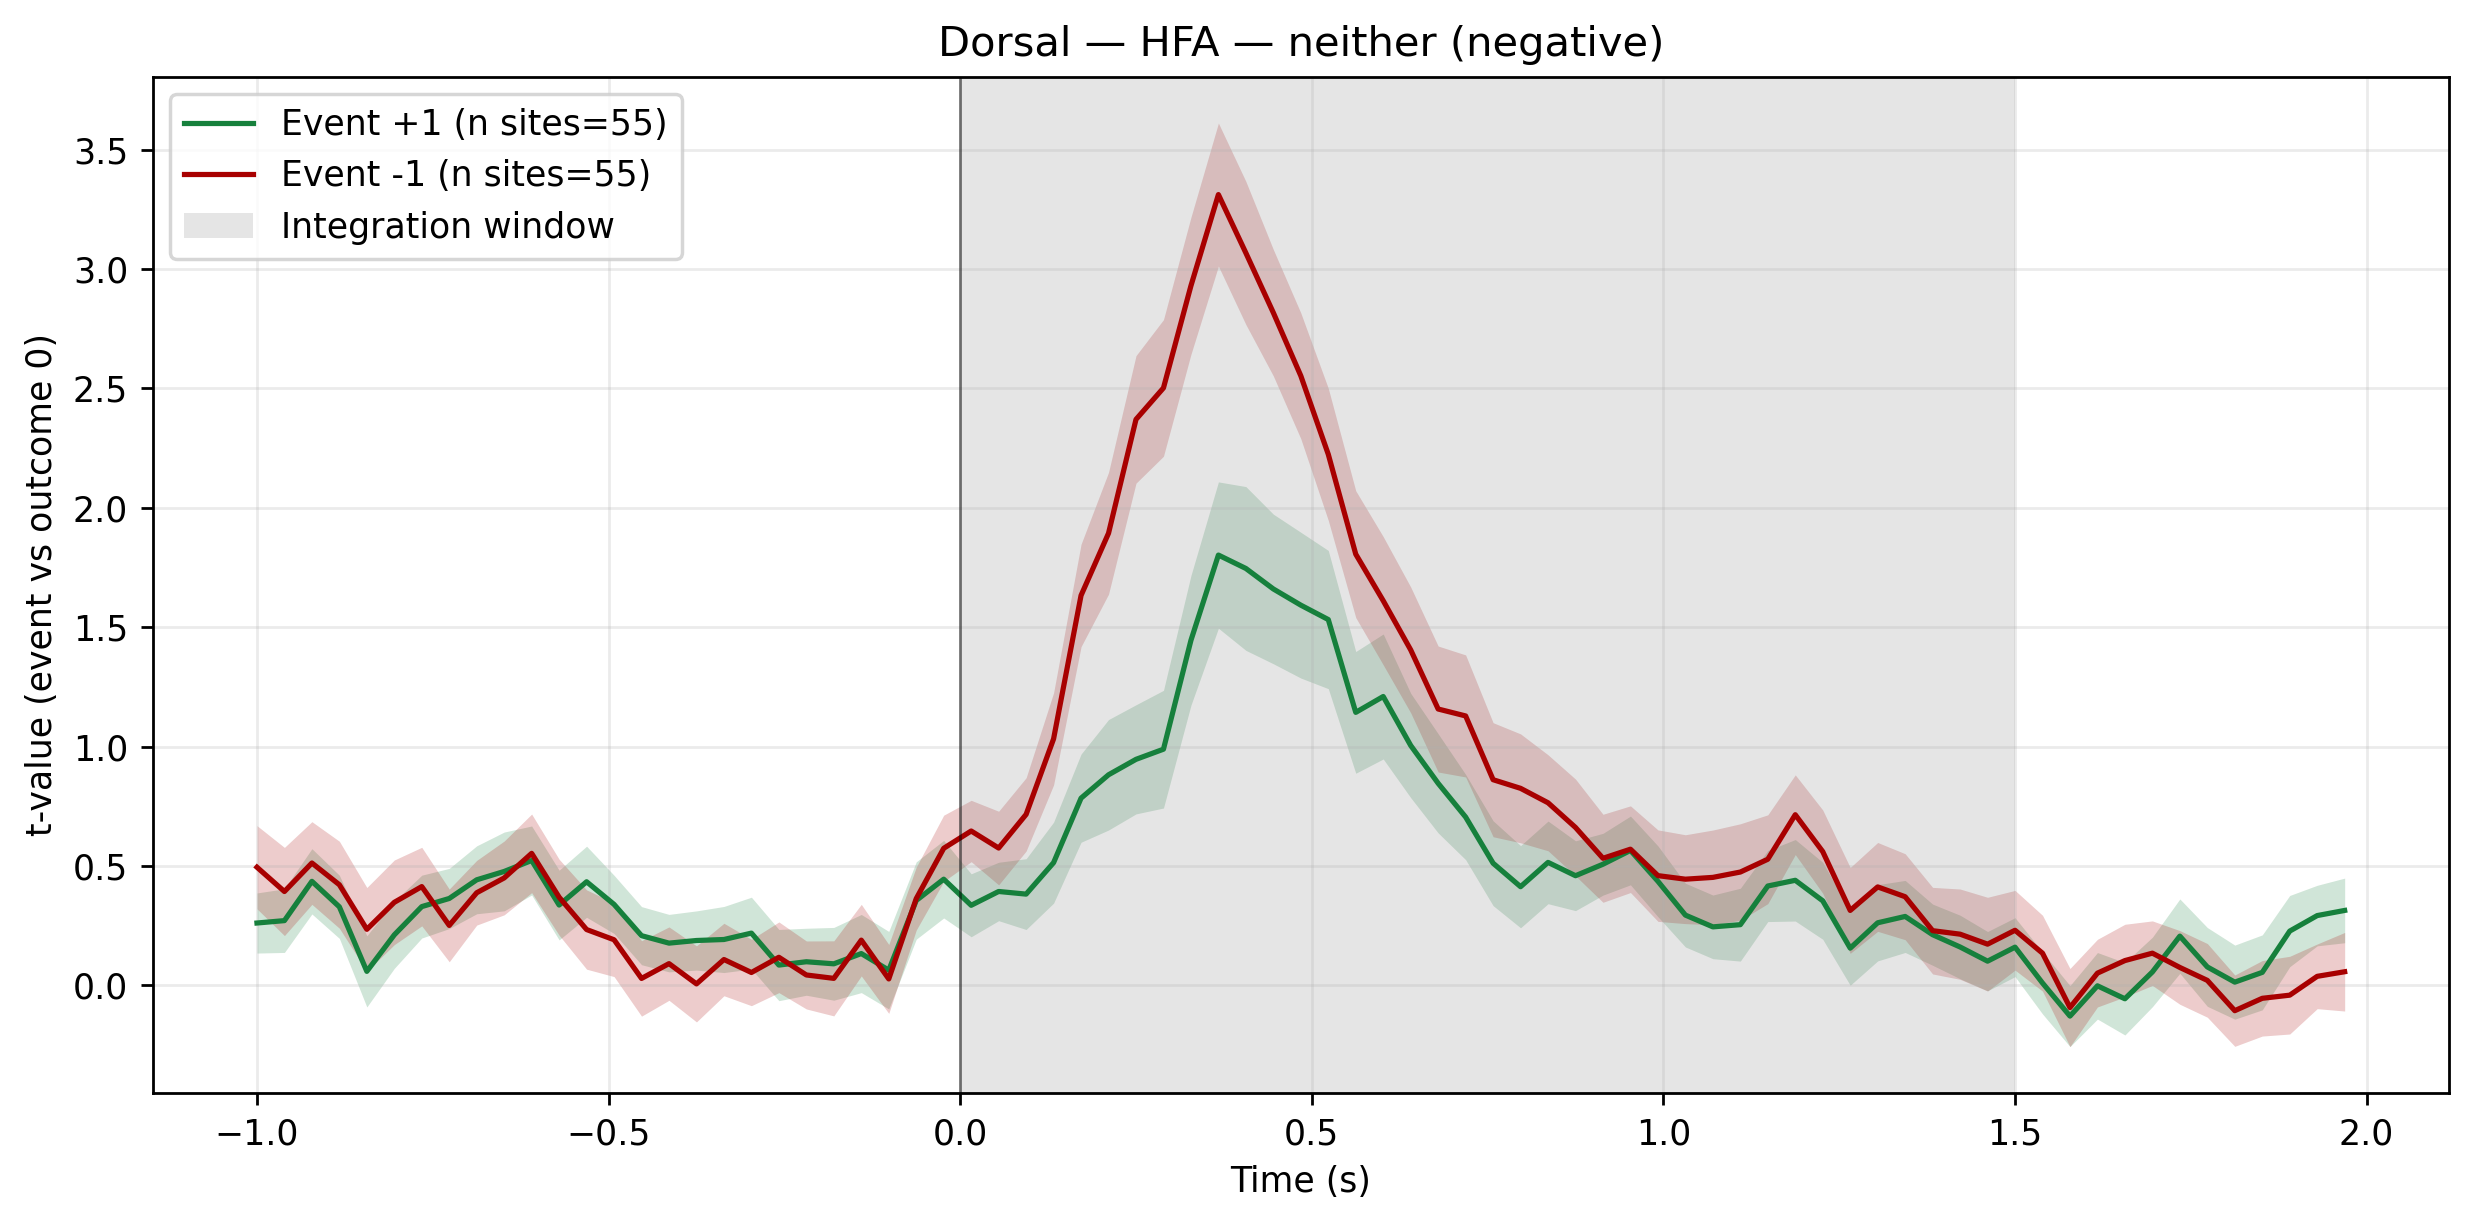 Dorsal — HFA — neither (negative)
Event +1 (n sites=55)
Event -1 (n sites=55)
Integration window
t-value (event vs outcome 0)
3.5
3.0
2.5
2.0
1.5
1.0
0.5
0.0
−1.0
−0.5
0.0
0.5
1.0
1.5
2.0
Time (s)